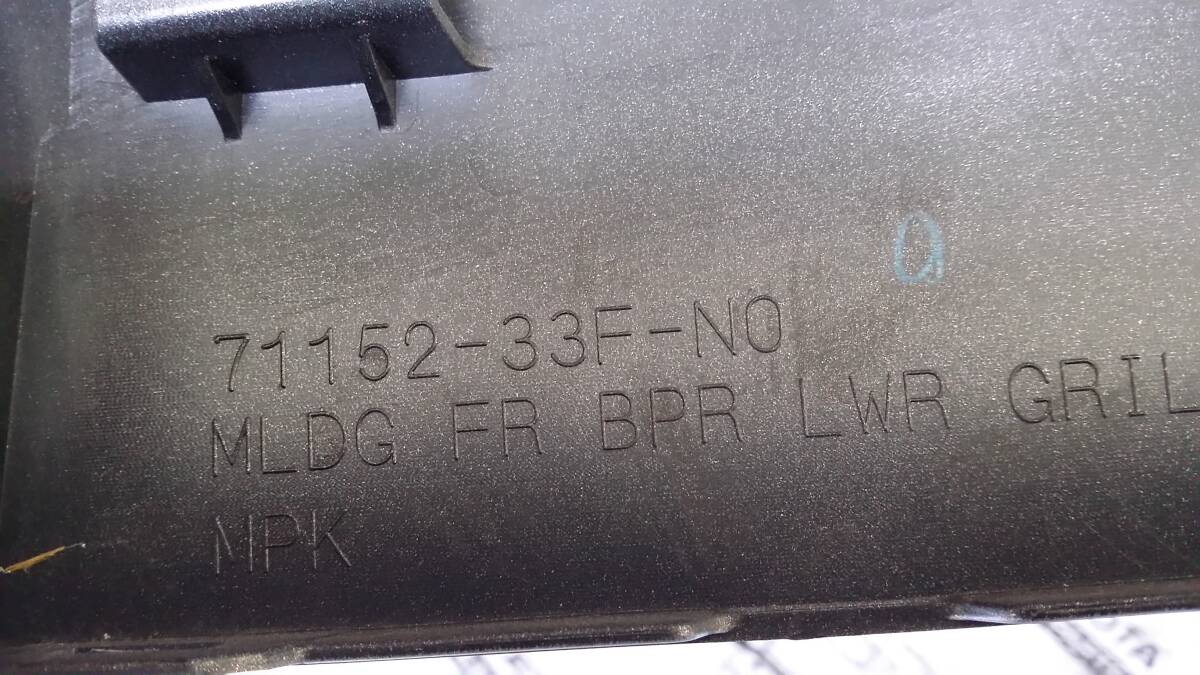 71152-33F-N0
MLDG FR BPR LWR GRIL
MPK